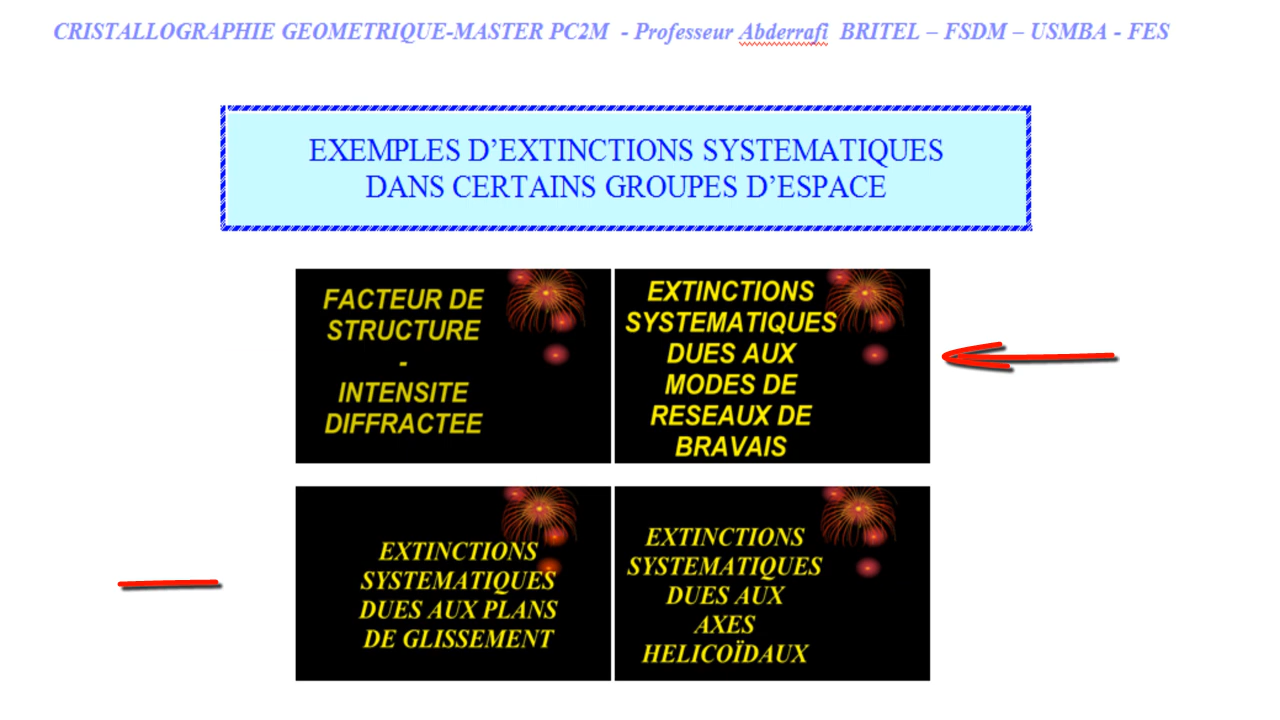 CRISTALLOGRAPHIE GEOMETRIQUE-MASTER PC2M - Professeur Abderrafi BRITEL – FSDM – USMBA - FES
EXEMPLES D’EXTINCTIONS SYSTEMATIQUES
DANS CERTAINS GROUPES D’ESPACE
FACTEUR DE
STRUCTURE
-
INTENSITE
DIFFRACTEE
EXTINCTIONS
SYSTEMATIQUES
DUES AUX
MODES DE
RESEAUX DE
BRAVAIS
EXTINCTIONS
SYSTEMATIQUES
DUES AUX PLANS
DE GLISSEMENT
EXTINCTIONS
SYSTEMATIQUES
DUES AUX
AXES
HELICOÏDAUX